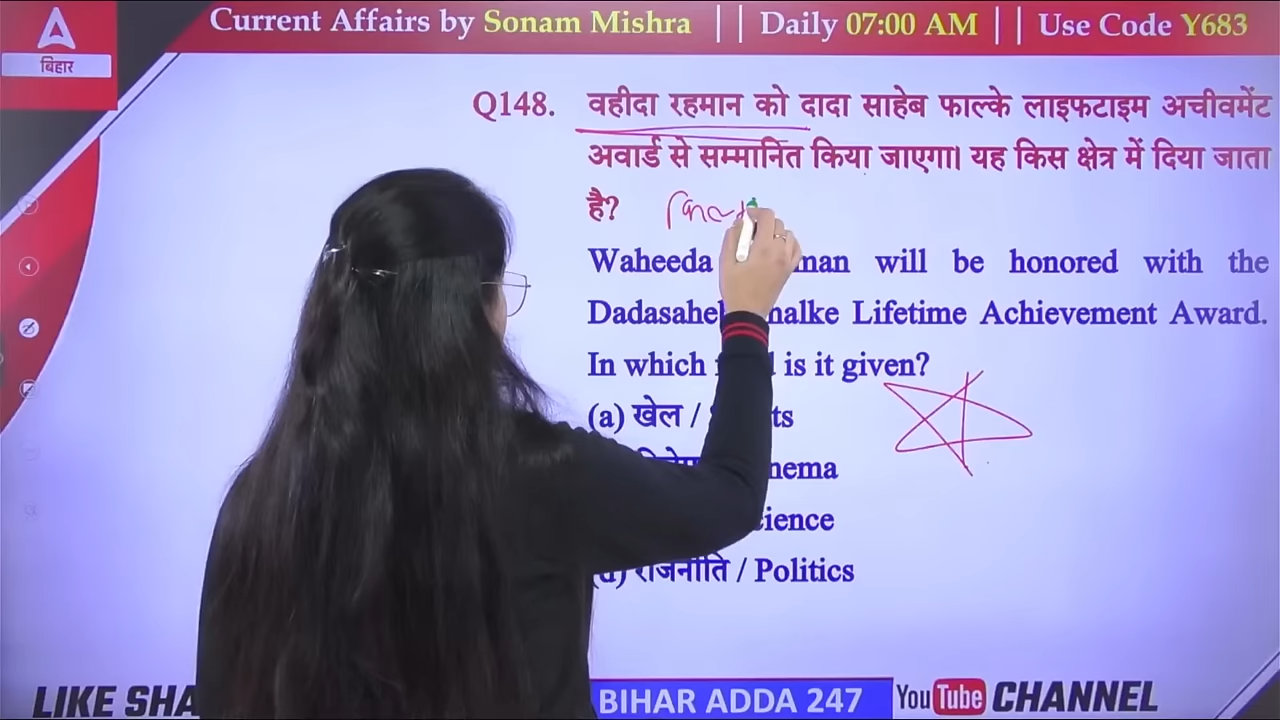 Current Affairs by Sonam Mishra || Daily 07:00 AM || Use Code Y683
बिहार
Q148. वहीदा रहमान को दादा साहेब फाल्के लाइफटाइम अचीवमेंट
अवार्ड से सम्मानित किया जाएगा। यह किस क्षेत्र में दिया जाता
है?
Waheeda man will be honored with the
Dadasaheb halke Lifetime Achievement Award.
In which is it given?
(a) खेल / ts
nema
cience
(d) राजनीति / Politics
LIKE SHA BIHAR ADDA 247 YouTube CHANNEL